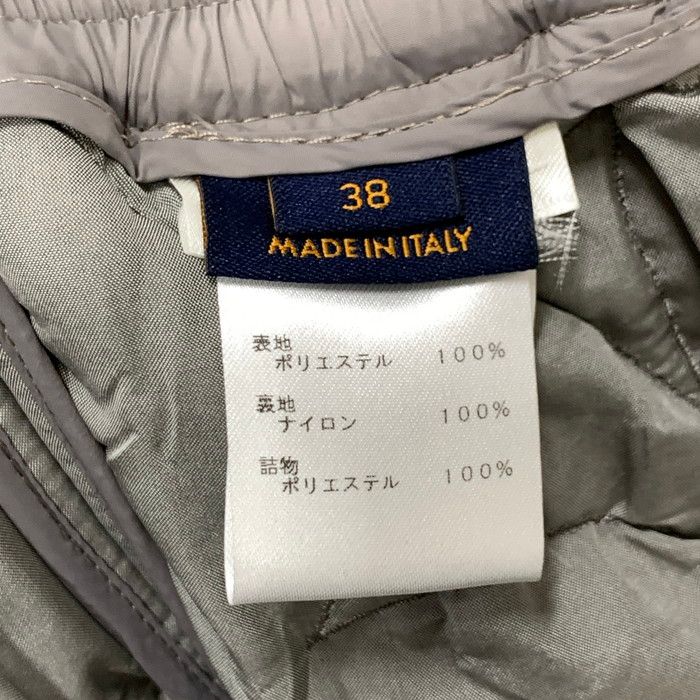 38
MADE IN ITALY
表地
ポリエステル 100%
裏地
ナイロン 100%
詰物
ポリエステル 100%